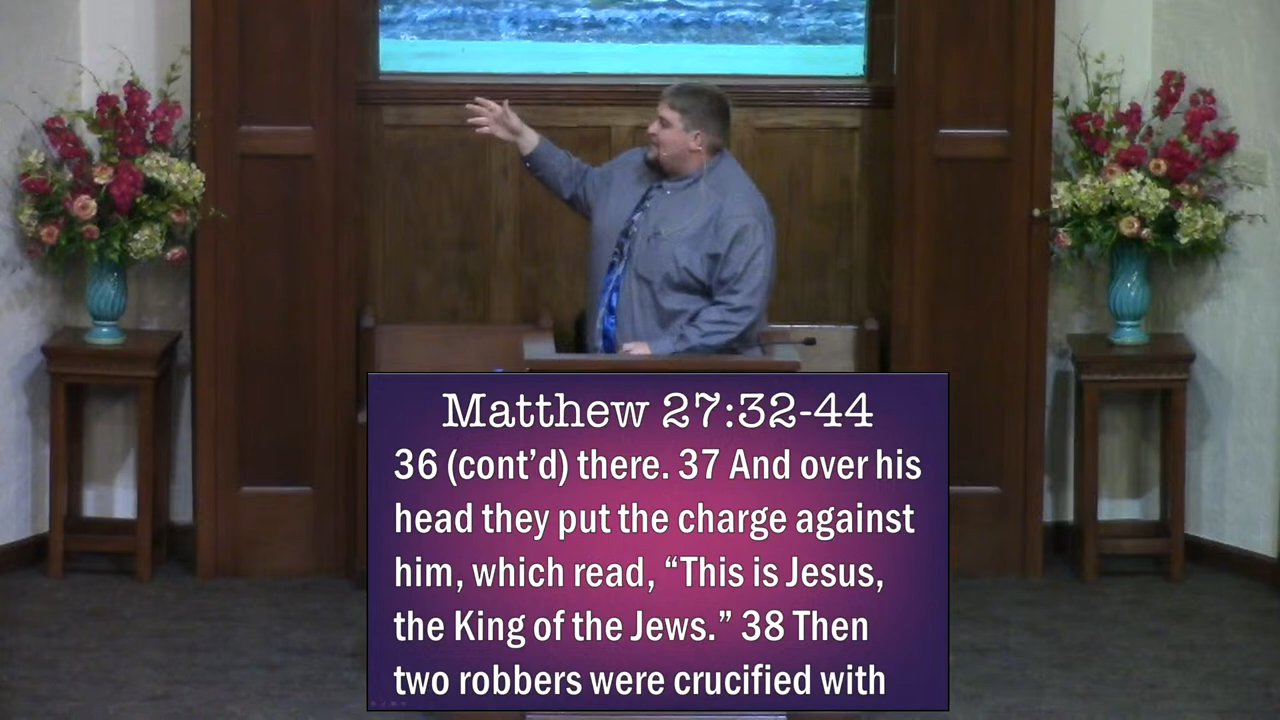 Matthew 27:32-44
36 (cont’d) there. 37 And over his
head they put the charge against
him, which read, “This is Jesus,
the King of the Jews.” 38 Then
two robbers were crucified with